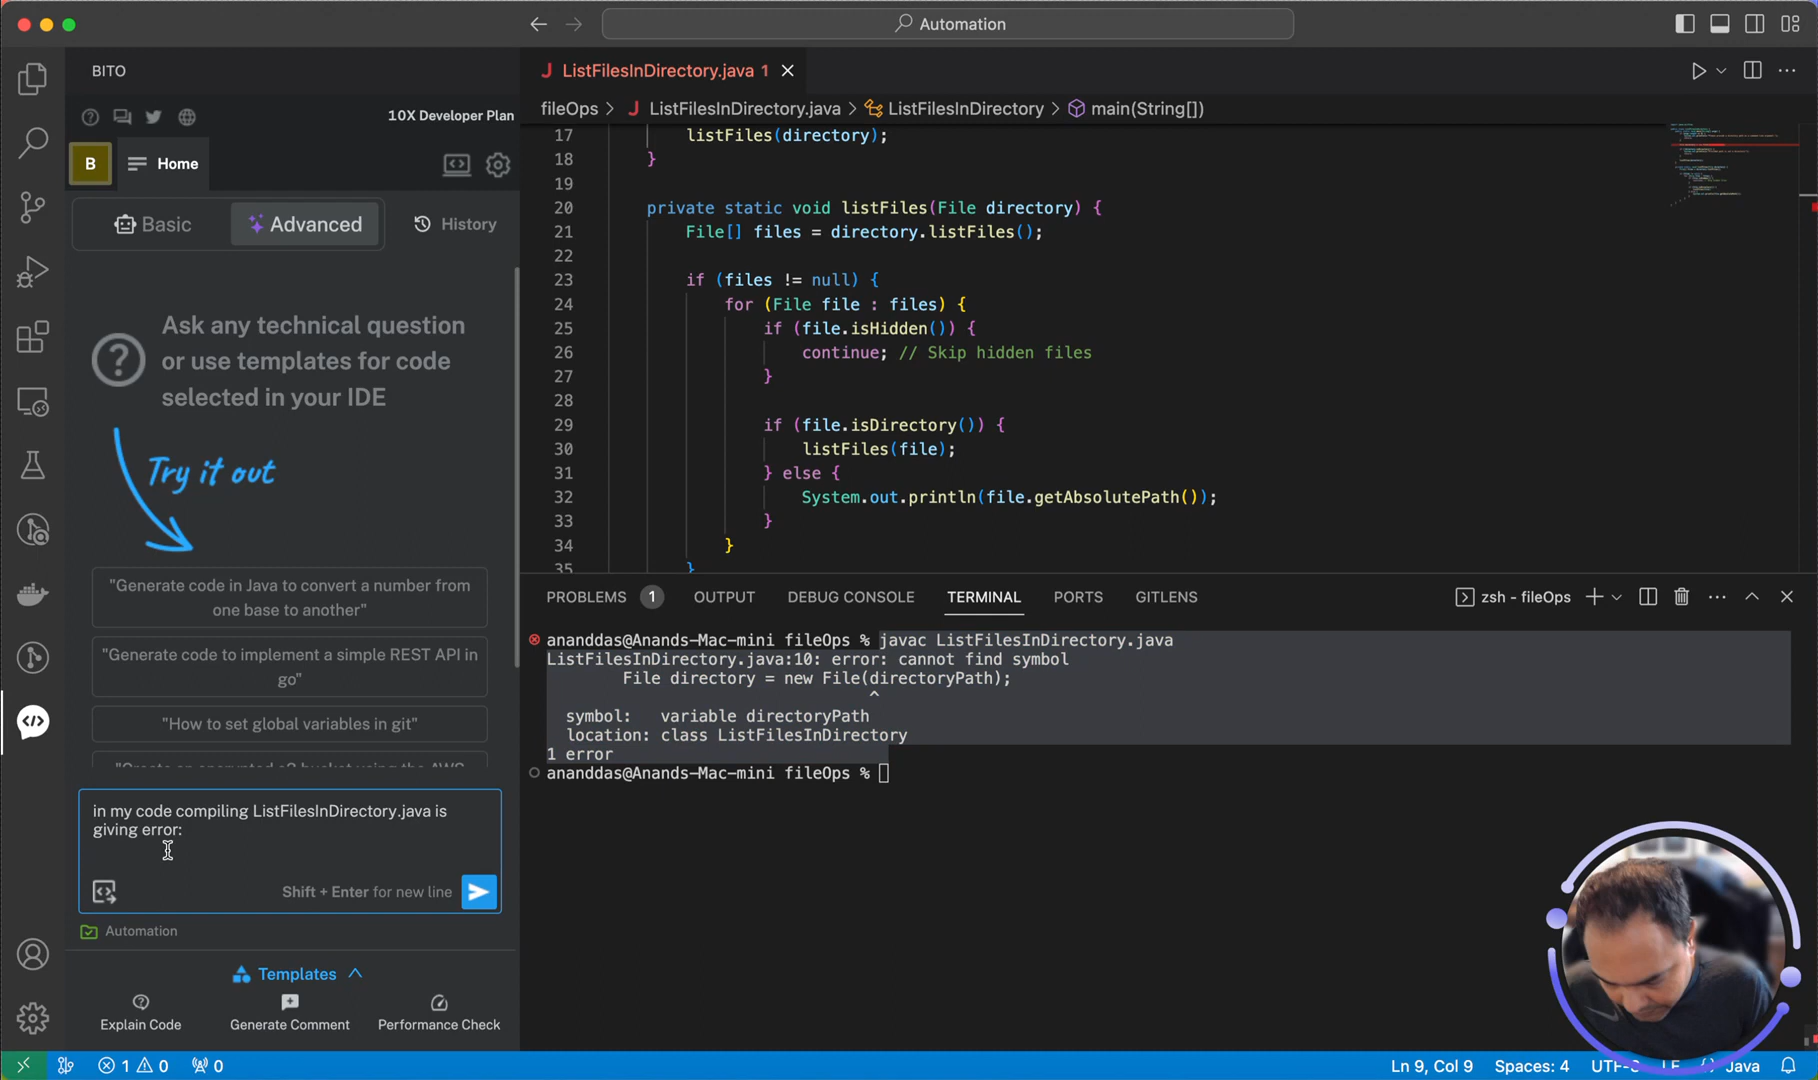 Automation
BITO
10X Developer Plan
B
Home
Basic
Advanced
History
Ask any technical question
or use templates for code
selected in your IDE
Try it out
"Generate code in Java to convert a number from
one base to another"
"Generate code to implement a simple REST API in
go"
"How to set global variables in git"
in my code compiling ListFilesInDirectory.java is
giving error:
Shift + Enter for new line
Automation
Templates
Explain Code
Generate Comment
Performance Check
J ListFilesInDirectory.java 1
fileOps > J ListFilesInDirectory.java > ListFilesInDirectory > main(String[])
17 listFiles(directory);
18 }
19
20 private static void listFiles(File directory) {
21 File[] files = directory.listFiles();
22
23 if (files != null) {
24 for (File file : files) {
25 if (file.isHidden()) {
26 continue; // Skip hidden files
27 }
28
29 if (file.isDirectory()) {
30 listFiles(file);
31 } else {
32 System.out.println(file.getAbsolutePath());
33 }
34 }
35 }
PROBLEMS 1 OUTPUT DEBUG CONSOLE TERMINAL PORTS GITLENS
zsh - fileOps
ananddas@Anands-Mac-mini fileOps % javac ListFilesInDirectory.java
ListFilesInDirectory.java:10: error: cannot find symbol
File directory = new File(directoryPath);
^
symbol: variable directoryPath
location: class ListFilesInDirectory
1 error
ananddas@Anands-Mac-mini fileOps %
1 0 0
Ln 9, Col 9 Spaces: 4 Java